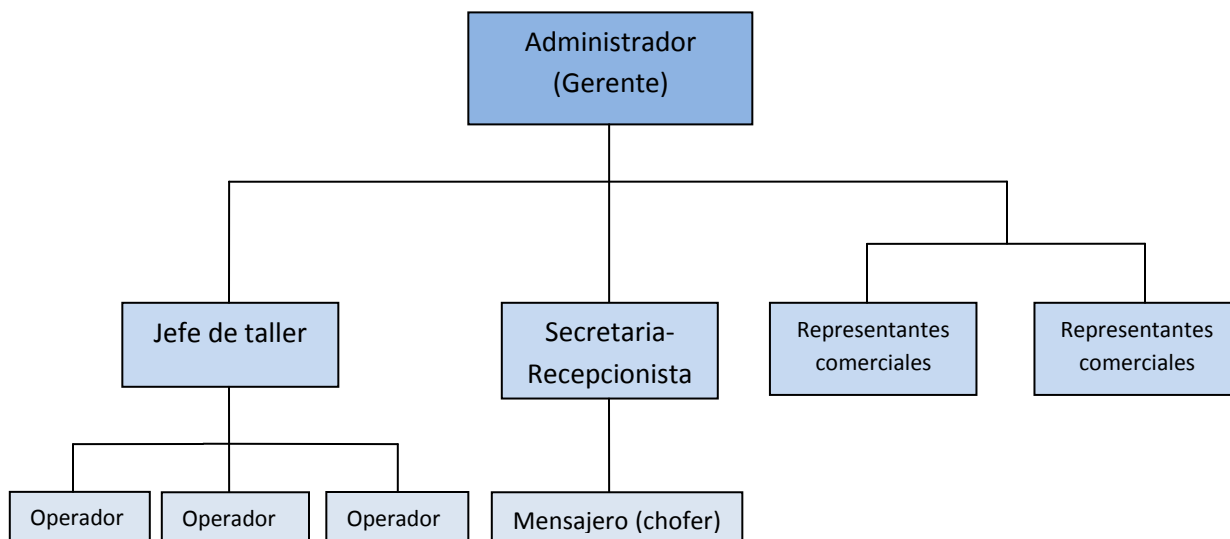 Administrador
(Gerente)
Jefe de taller
Secretaria-
Recepcionista
Representantes
comerciales
Representantes
comerciales
Operador
Operador
Operador
Mensajero (chofer)